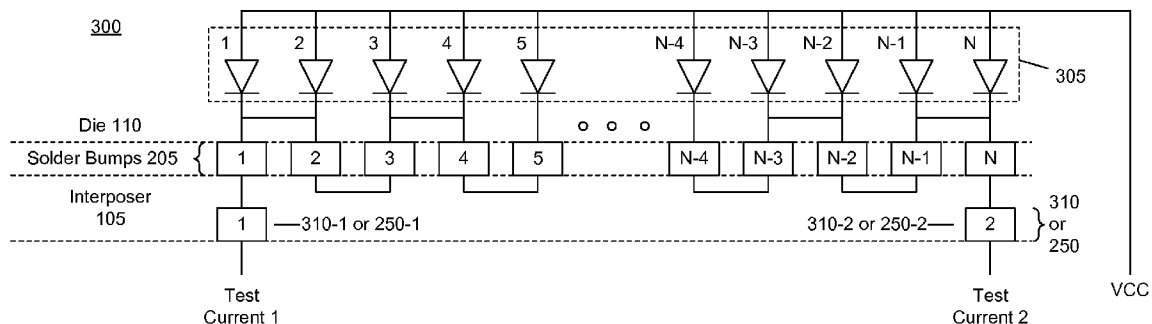 300
1 2 3 4 5 N-4 N-3 N-2 N-1 N
305
Die 110
Solder Bumps 205
1 2 3 4 5 N-4 N-3 N-2 N-1 N
Interposer
105
1
310-1 or 250-1
310-2 or 250-2
2
310
or
250
Test
Current 1
Test
Current 2
VCC